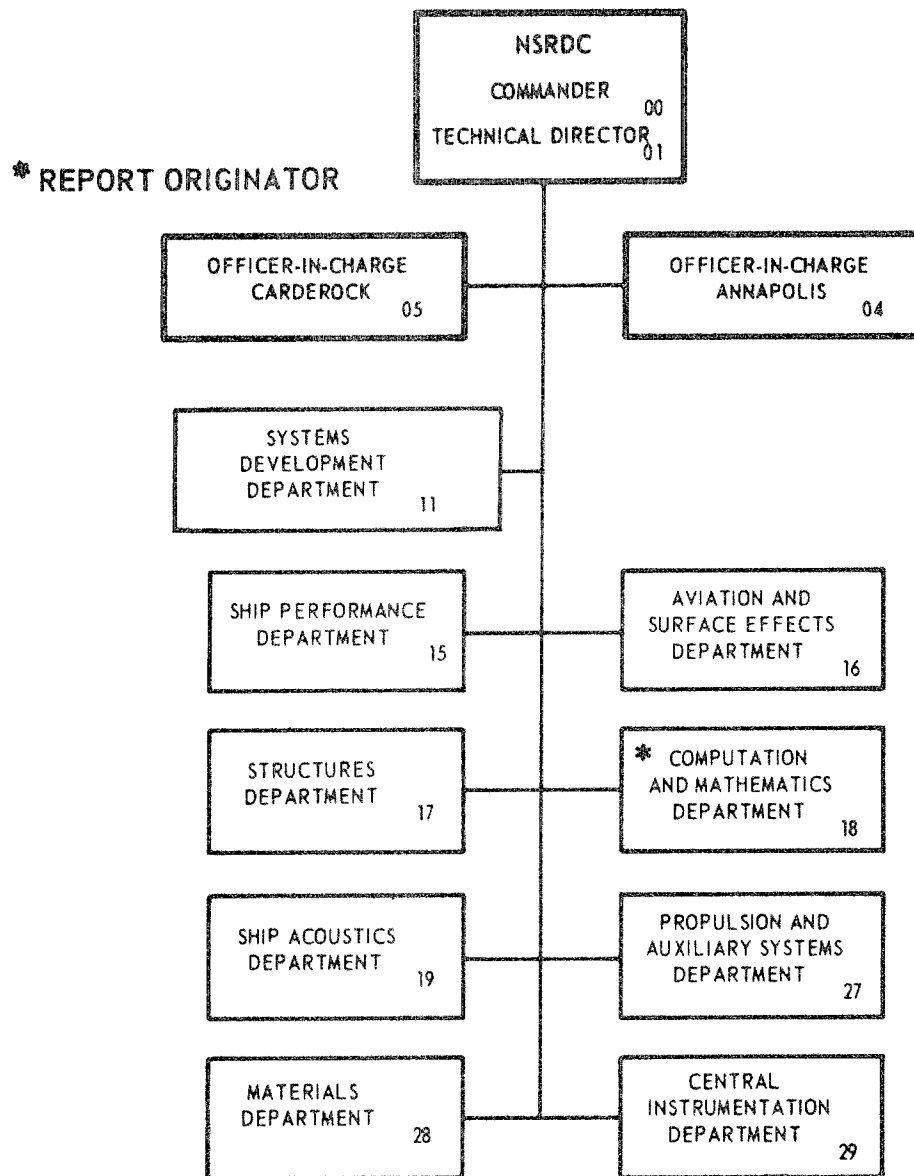 NSRDC
COMMANDER
00
TECHNICAL DIRECTOR
01
* REPORT ORIGINATOR
OFFICER-IN-CHARGE
CARDEROCK
05
OFFICER-IN-CHARGE
ANNAPOLIS
04
SYSTEMS
DEVELOPMENT
DEPARTMENT
11
SHIP PERFORMANCE
DEPARTMENT
15
AVIATION AND
SURFACE EFFECTS
DEPARTMENT
16
STRUCTURES
DEPARTMENT
17
* COMPUTATION
AND MATHEMATICS
DEPARTMENT
18
SHIP ACOUSTICS
DEPARTMENT
19
PROPULSION AND
AUXILIARY SYSTEMS
DEPARTMENT
27
MATERIALS
DEPARTMENT
28
CENTRAL
INSTRUMENTATION
DEPARTMENT
29